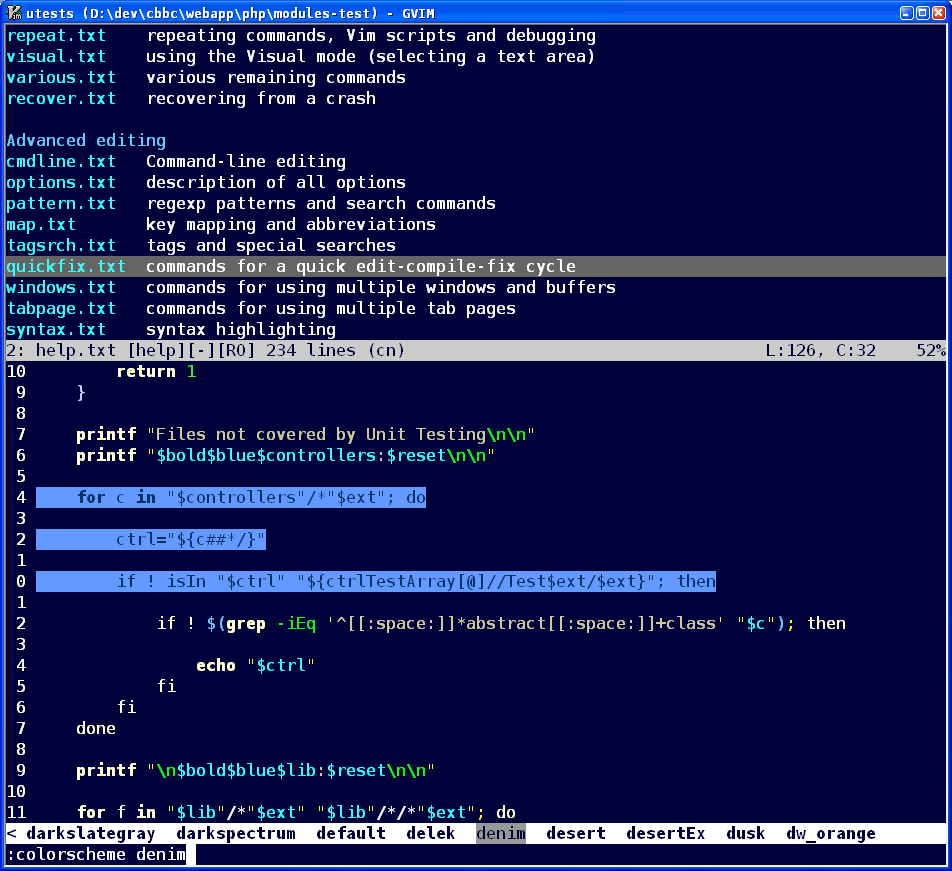 utests (D:\dev\cbbc\webapp\php\modules-test) - GVIM
repeat.txt   repeating commands, Vim scripts and debugging
visual.txt   using the Visual mode (selecting a text area)
various.txt   various remaining commands
recover.txt   recovering from a crash
Advanced editing
cmdline.txt   Command-line editing
options.txt   description of all options
pattern.txt   regexp patterns and search commands
map.txt   key mapping and abbreviations
tagsrch.txt   tags and special searches
quickfix.txt  commands for a quick edit-compile-fix cycle
windows.txt   commands for using multiple windows and buffers
tabpage.txt   commands for using multiple tab pages
syntax.txt    syntax highlighting
2: help.txt [help][-][RO] 234 lines (cn)   L:126, C:32    52%
10         return 1
 9     }
 8
 7     printf "Files not covered by Unit Testing\n\n"
 6     printf "$bold$blue$controllers:$reset\n\n"
 5
 4     for c in "$controllers"/*"$ext"; do
 3
 2         ctrl="${c##*/}"
 1
 0         if ! isIn "$ctrl" "${ctrlTestArray[@]//Test$ext/$ext}"; then
 1
 2             if ! $(grep -iEq '^[[:space:]]*abstract[[:space:]]+class' "$c"); then
 3
 4                 echo "$ctrl"
 5             fi
 6         fi
 7     done
 8
 9     printf "\n$bold$blue$lib:$reset\n\n"
10
11     for f in "$lib"/*"$ext" "$lib"/*/*"$ext"; do
< darkslategray  darkspectrum  default  delek  denim  desert  desertEx  dusk  dw_orange
:colorscheme denim